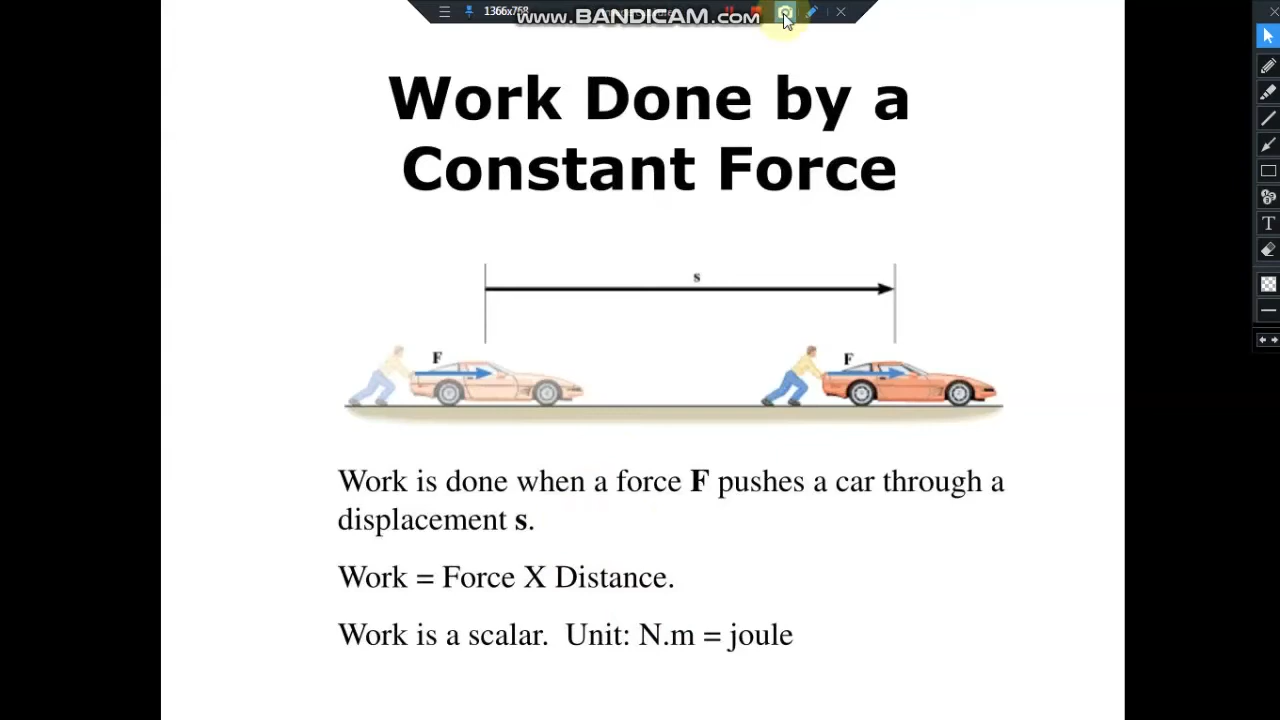 1366x768
www.BANDICAM.com
Work Done by a
Constant Force
s
F
F
Work is done when a force F pushes a car through a
displacement s.
Work = Force X Distance.
Work is a scalar.  Unit: N.m = joule
T